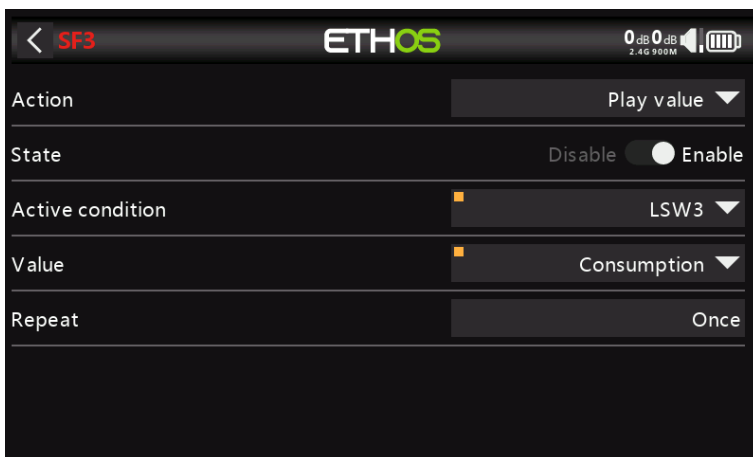 SF3 ETHOS 0dB 0dB
2.4G 900M
Action Play value
State Disable Enable
Active condition LSW3
Value Consumption
Repeat Once